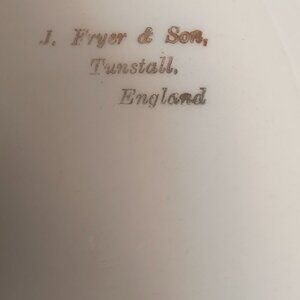 J. Fryer & Son,
Tunstall,
England